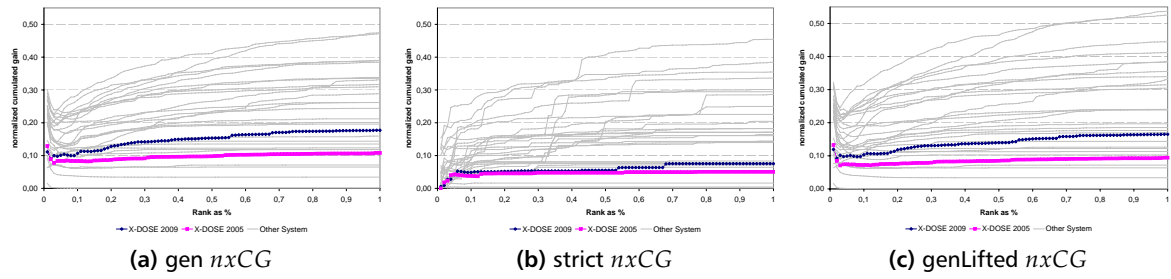 normalized cumulated gain
0,50
0,40
0,30
0,20
0,10
0,00
0 0,1 0,2 0,3 0,4 0,5 0,6 0,7 0,8 0,9 1
Rank as %
X-DOSE 2009 X-DOSE 2005 Other System
(a) gen nxCG
normalized cumulated gain
0,50
0,40
0,30
0,20
0,10
0,00
0 0,1 0,2 0,3 0,4 0,5 0,6 0,7 0,8 0,9 1
Rank as %
X-DOSE 2009 X-DOSE 2005 Other System
(b) strict nxCG
normalized cumulated gain
0,50
0,40
0,30
0,20
0,10
0,00
0 0,1 0,2 0,3 0,4 0,5 0,6 0,7 0,8 0,9 1
Rank as %
X-DOSE 2009 X-DOSE 2005 Other System
(c) genLifted nxCG